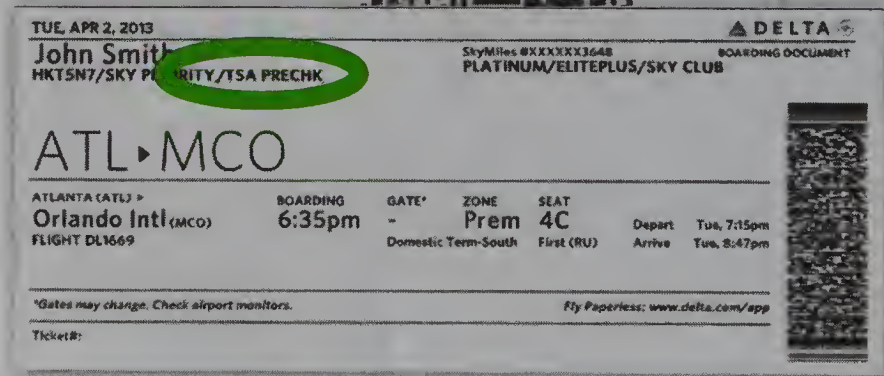 TUE, APR 2, 2013
DELTA
John Smith
SkyMiles #XXXXXX3648
BOARDING DOCUMENT
HKT5N7/SKY PRIORITY/TSA PRECHK
PLATINUM/ELITEPLUS/SKY CLUB
ATL▸MCO
ATLANTA (ATL) ▸
BOARDING GATE* ZONE SEAT
Orlando Intl (MCO) 6:35pm - Prem 4C Depart Tue, 7:15pm
FLIGHT DL1669 Domestic Term-South First (RU) Arrive Tue, 8:47pm
*Gates may change. Check airport monitors. Fly Paperless: www.delta.com/app
Ticket#: